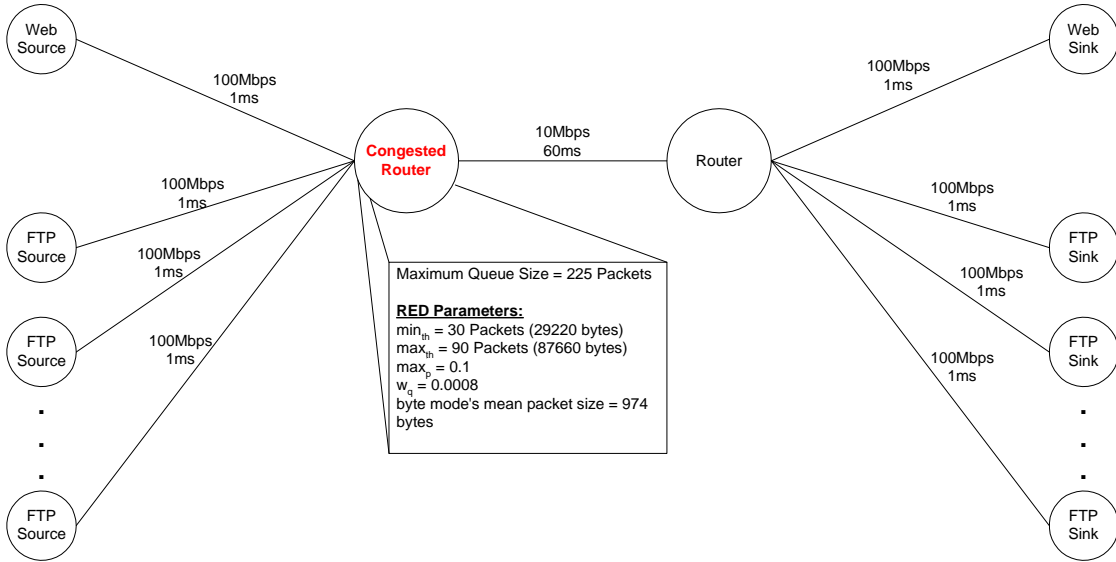 Web
Source
Web
Sink
100Mbps
1ms
100Mbps
1ms
Congested
Router
10Mbps
60ms
Router
100Mbps
1ms
100Mbps
1ms
FTP
Source
FTP
Sink
100Mbps
1ms
100Mbps
1ms
Maximum Queue Size = 225 Packets
RED Parameters:
minth = 30 Packets (29220 bytes)
maxth = 90 Packets (87660 bytes)
maxp = 0.1
wq = 0.0008
byte mode's mean packet size = 974
bytes
FTP
Source
FTP
Sink
100Mbps
1ms
100Mbps
1ms
FTP
Source
FTP
Sink